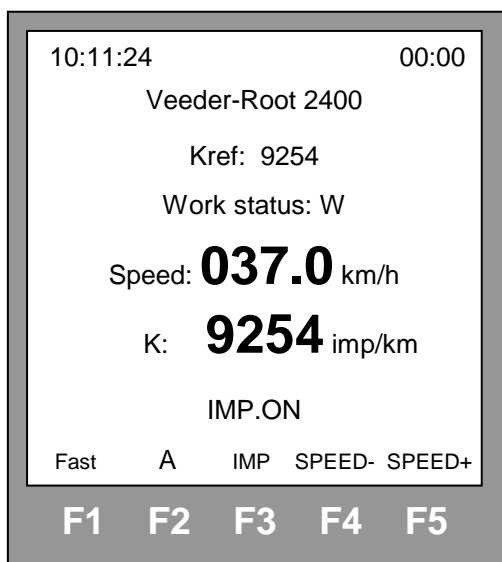 10:11:24 00:00
Veeder-Root 2400
Kref: 9254
Work status: W
Speed: 037.0 km/h
K: 9254 imp/km
IMP.ON
Fast A IMP SPEED- SPEED+
F1 F2 F3 F4 F5